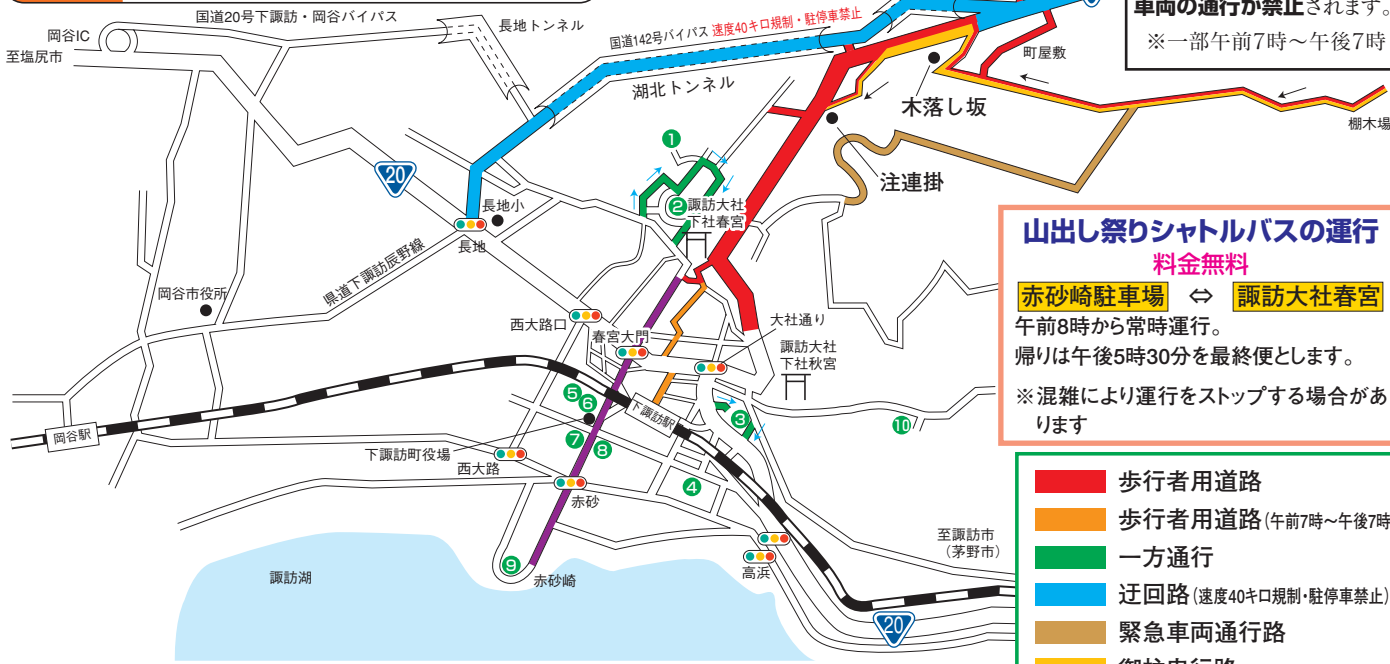 国道20号下諏訪・岡谷バイパス
岡谷IC
至塩尻市
長地トンネル
国道142号バイパス 速度40キロ規制・駐停車禁止
湖北トンネル
町屋敷
車両の通行が禁止されます。
※一部午前7時～午後7時
木落し坂
棚木場
注連掛
20
長地小
長地
県道下諏訪辰野線
岡谷市役所
1
2
諏訪大社
下社春宮
山出し祭りシャトルバスの運行
料金無料
赤砂崎駐車場 ⇔ 諏訪大社春宮
午前8時から常時運行。
帰りは午後5時30分を最終便とします。
※混雑により運行をストップする場合があ
ります
西大路口
春宮大門
大社通り
諏訪大社
下社秋宮
岡谷駅
5
6
7
8
下諏訪駅
3
10
下諏訪町役場
西大路
4
赤砂
9
赤砂崎
諏訪湖
高浜
至諏訪市
（茅野市）
20
歩行者用道路
歩行者用道路(午前7時～午後7時
一方通行
迂回路(速度40キロ規制・駐停車禁止)
緊急車両通行路